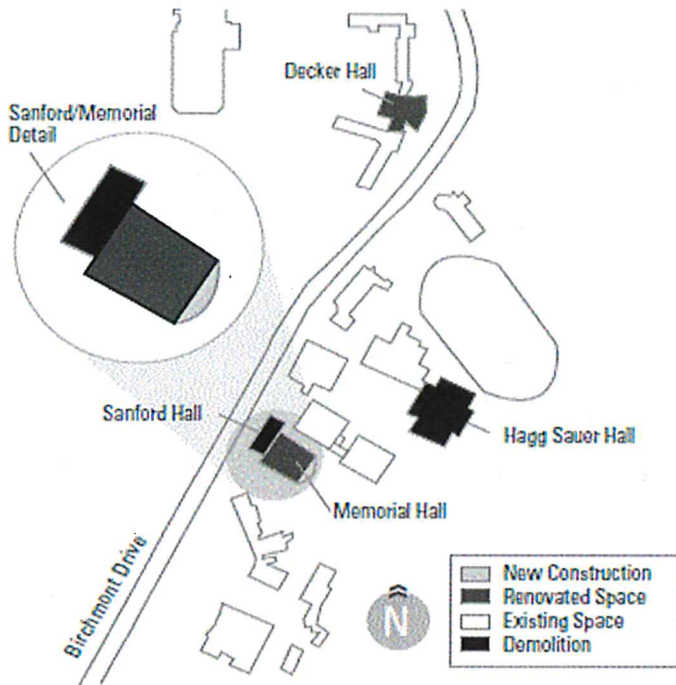 Decker Hall
Sanford/Memorial
Detail
Sanford Hall
Hagg Sauer Hall
Memorial Hall
Birchmont Drive
N
New Construction
Renovated Space
Existing Space
Demolition